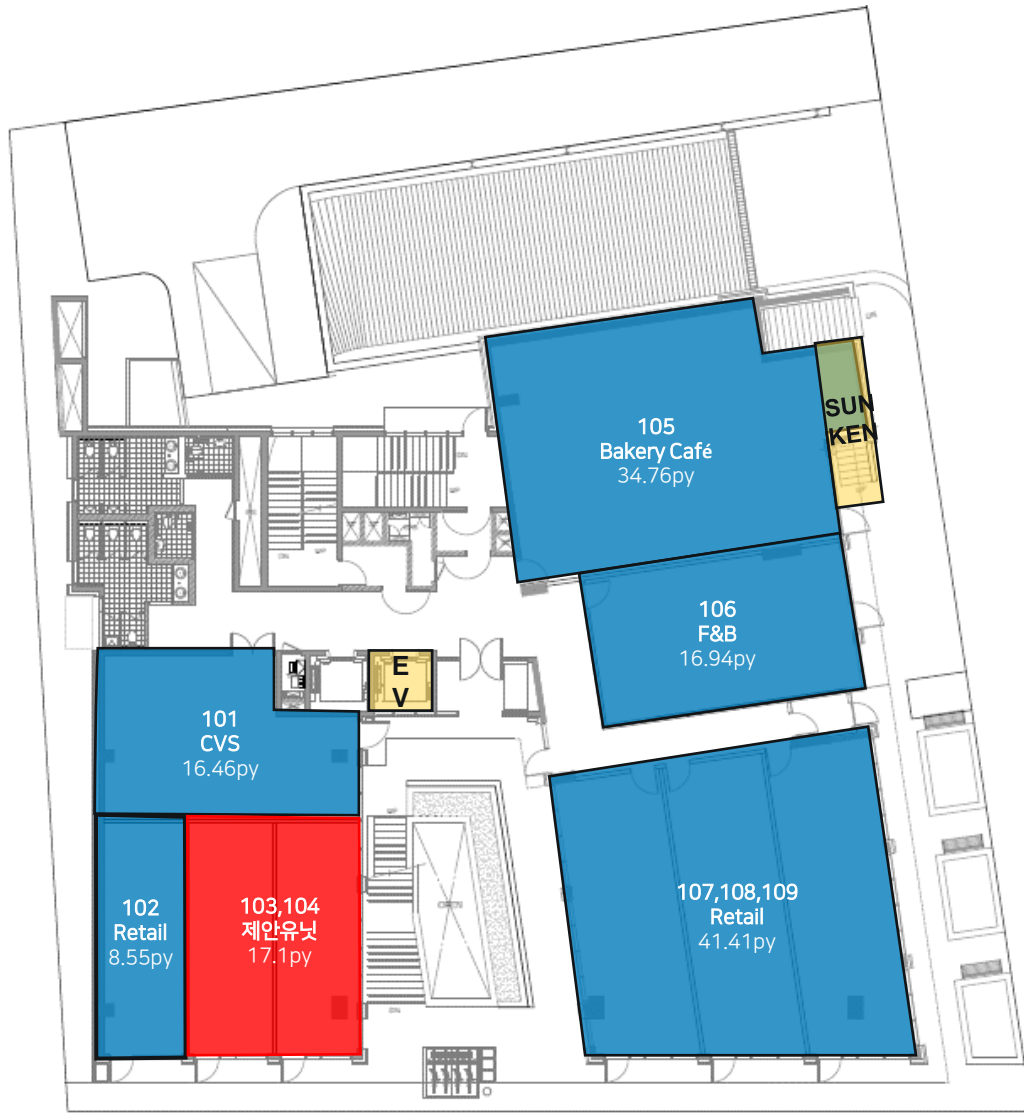 105
Bakery Café
34.76py
SUN
KEN
106
F&B
16.94py
E
V
101
CVS
16.46py
107,108,109
Retail
41.41py
102
Retail
8.55py
103,104
제안유닛
17.1py
OPEN